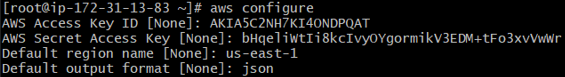 [root@ip-172-31-13-83 ~]# aws configure
AWS Access Key ID [None]: AKIA5C2NH7KI4ONDPQAT
AWS Secret Access Key [None]: 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
Default region name [None]: us-east-1
Default output format [None]: json